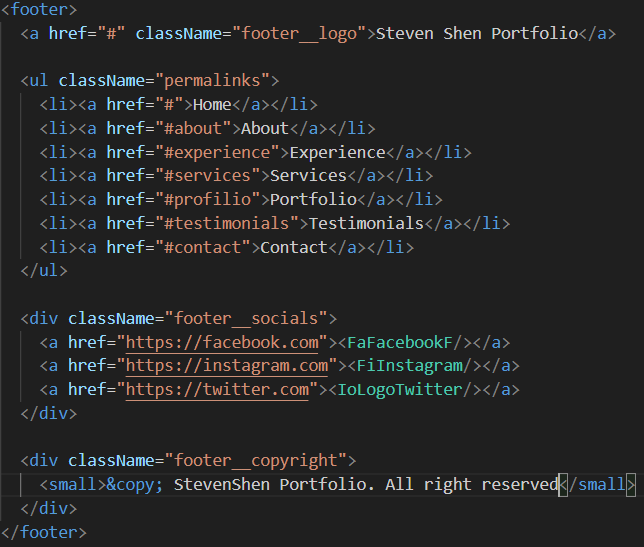 <footer>
  <a href="#" className="footer__logo">Steven Shen Portfolio</a>

  <ul className="permalinks">
    <li><a href="#">Home</a></li>
    <li><a href="#about">About</a></li>
    <li><a href="#experience">Experience</a></li>
    <li><a href="#services">Services</a></li>
    <li><a href="#profilio">Portfolio</a></li>
    <li><a href="#testimonials">Testimonials</a></li>
    <li><a href="#contact">Contact</a></li>
  </ul>

  <div className="footer__socials">
    <a href="https://facebook.com"><FaFacebookF/></a>
    <a href="https://instagram.com"><FiInstagram/></a>
    <a href="https://twitter.com"><IoLogoTwitter/></a>
  </div>

  <div className="footer__copyright">
    <small>&copy; StevenShen Portfolio. All right reserved</small>
  </div>
</footer>